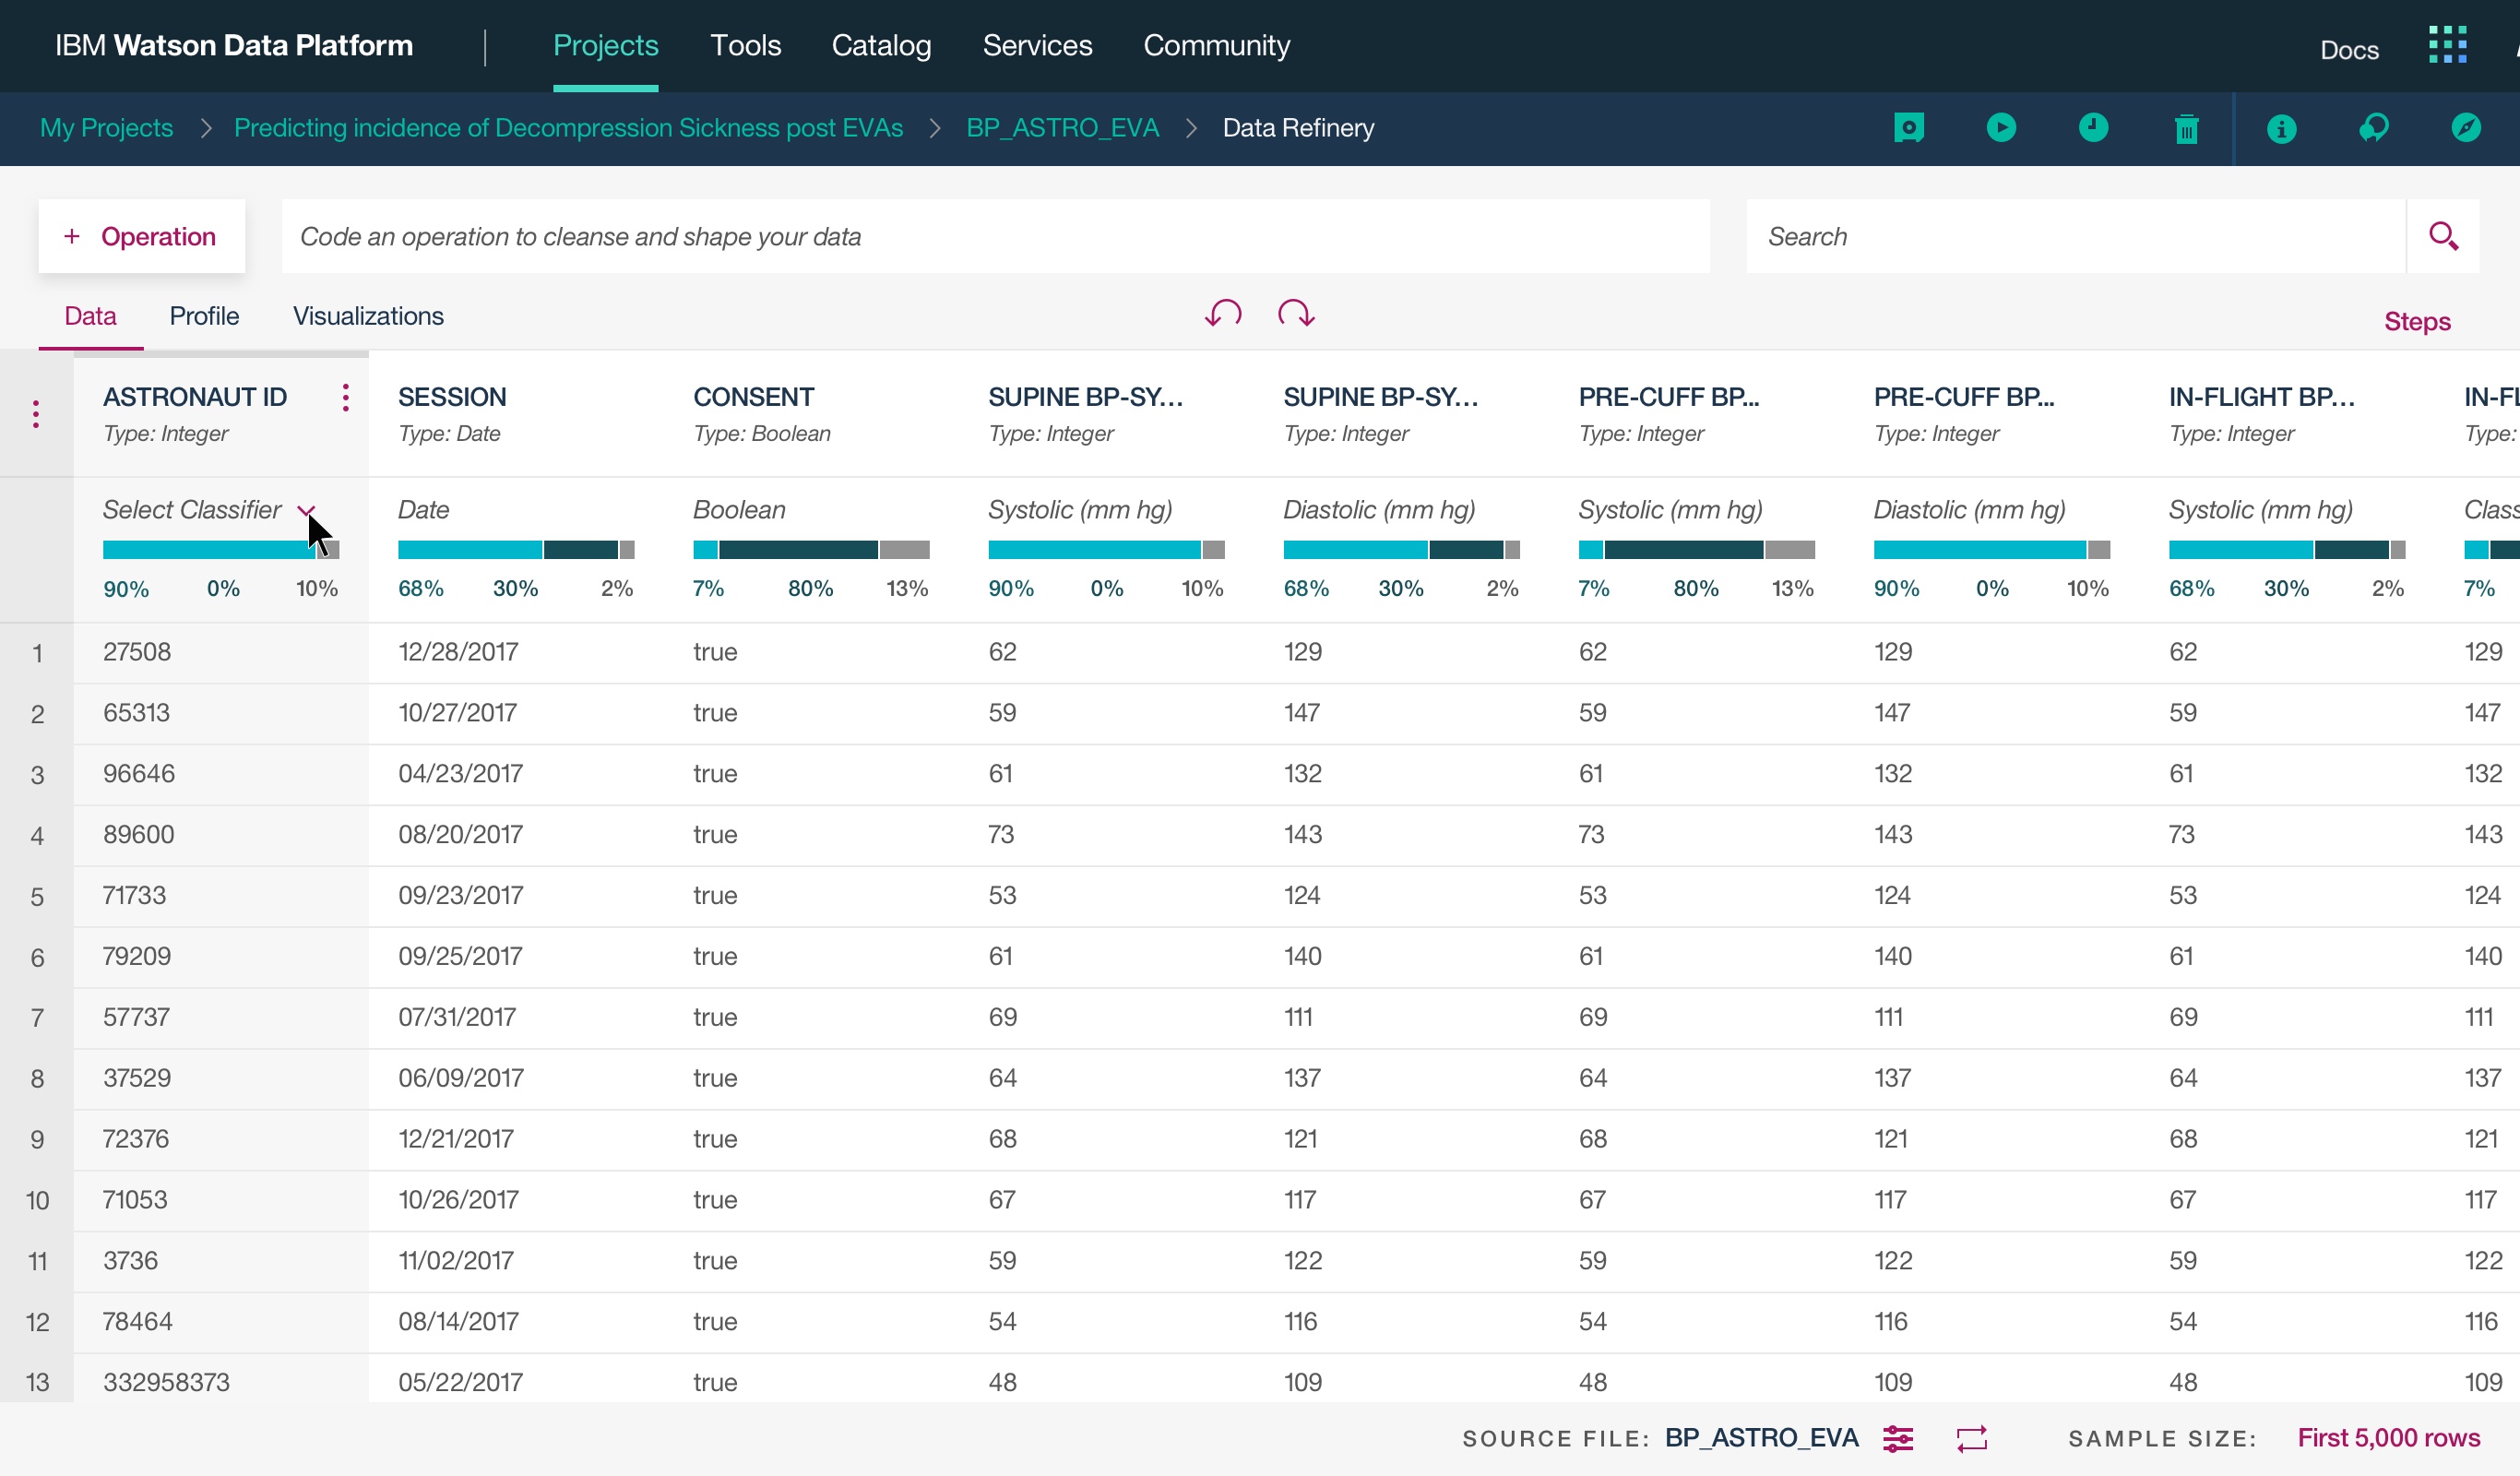 IBM Watson Data Platform | Projects Tools Catalog Services Community Docs
My Projects > Predicting incidence of Decompression Sickness post EVAs > BP_ASTRO_EVA > Data Refinery
+ Operation Code an operation to cleanse and shape your data Search
Data Profile Visualizations Steps
ASTRONAUT ID SESSION CONSENT SUPINE BP-SY... SUPINE BP-SY... PRE-CUFF BP... PRE-CUFF BP... IN-FLIGHT BP... IN-FL
Type: Integer Type: Date Type: Boolean Type: Integer Type: Integer Type: Integer Type: Integer Type: Integer Type:
Select Classifier Date Boolean Systolic (mm hg) Diastolic (mm hg) Systolic (mm hg) Diastolic (mm hg) Systolic (mm hg) Class
90% 0% 10% 68% 30% 2% 7% 80% 13% 90% 0% 10% 68% 30% 2% 7% 80% 13% 90% 0% 10% 68% 30% 2% 7%
1 27508 12/28/2017 true 62 129 62 129 62 129
2 65313 10/27/2017 true 59 147 59 147 59 147
3 96646 04/23/2017 true 61 132 61 132 61 132
4 89600 08/20/2017 true 73 143 73 143 73 143
5 71733 09/23/2017 true 53 124 53 124 53 124
6 79209 09/25/2017 true 61 140 61 140 61 140
7 57737 07/31/2017 true 69 111 69 111 69 111
8 37529 06/09/2017 true 64 137 64 137 64 137
9 72376 12/21/2017 true 68 121 68 121 68 121
10 71053 10/26/2017 true 67 117 67 117 67 117
11 3736 11/02/2017 true 59 122 59 122 59 122
12 78464 08/14/2017 true 54 116 54 116 54 116
13 332958373 05/22/2017 true 48 109 48 109 48 109
SOURCE FILE: BP_ASTRO_EVA SAMPLE SIZE: First 5,000 rows